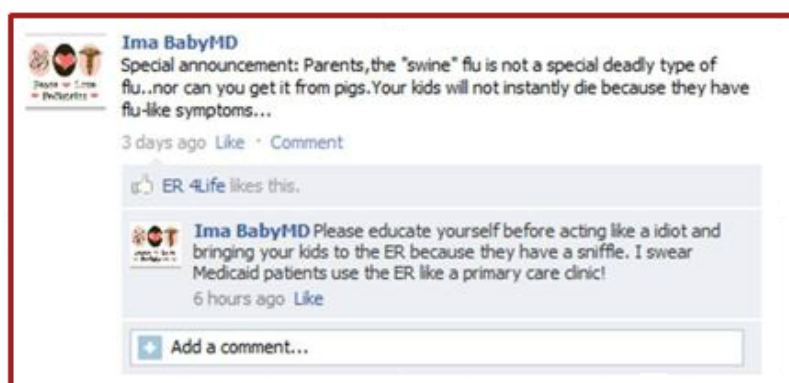 Ima BabyMD
Special announcement: Parents,the "swine" flu is not a special deadly type of
flu..nor can you get it from pigs.Your kids will not instantly die because they have
flu-like symptoms...
3 days ago Like · Comment
ER 4Life likes this.
Ima BabyMD Please educate yourself before acting like a idiot and
bringing your kids to the ER because they have a sniffle. I swear
Medicaid patients use the ER like a primary care clinic!
6 hours ago Like
Add a comment...
Peace Love
Pediatrics